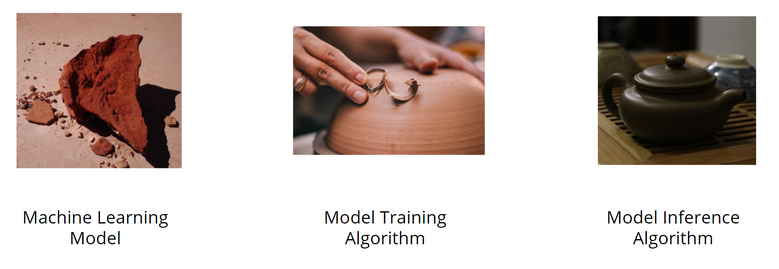 Machine Learning
Model
Model Training
Algorithm
Model Inference
Algorithm